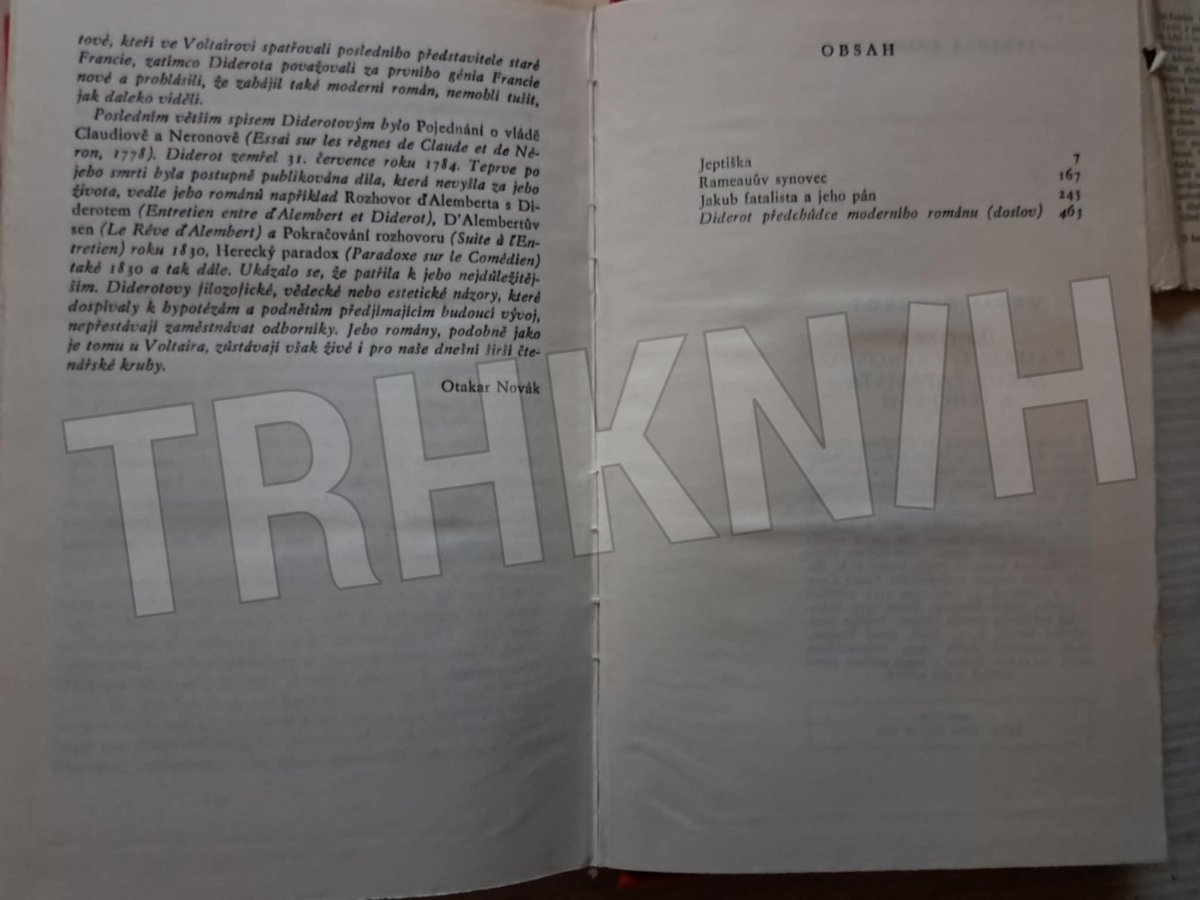 tové, kteří ve Voltairovi spatřovali posledního představitele staré
Francie, zatímco Diderota považovali za prvního génia Francie
nové a prohlásili, že zahájil také moderní román, nemohli tušit,
jak daleko viděli.
Posledním větším spisem Diderotovým bylo Pojednání o vládě
Claudiově a Neronově (Essai sur les règnes de Claude et de Né-
ron, 1778). Diderot zemřel 31. července roku 1784. Teprve po
jeho smrti byla postupně publikována díla, která nevyšla za jeho
života, vedle jeho románů například Rozhovor d'Alemberta s Di-
derotem (Entretien entre d'Alembert et Diderot), D'Alembertův
sen (Le Rêve d'Alembert) a Pokračování rozhovoru (Suite à l'En-
tretien) roku 1830, Herecký paradox (Paradoxe sur le Comédien)
také 1830 a tak dále. Ukázalo se, že patřila k jeho nejdůležitěj-
ším. Diderotovy filozofické, vědecké nebo estetické názory, které
dospívaly k hypotézám a podnětům předjímajícím budoucí vývoj,
nepřestávají zaměstnávat odborníky. Jeho romány, podobně jako
je tomu u Voltaira, zůstávají však živé i pro naše dnešní širší čte-
nářské kruhy.
Otakar Novák
OBSAH
Jeptiška 7
Rameauův synovec 167
Jakub fatalista a jeho pán 245
Diderot předchůdce moderního románu (doslov) 465
TRHKNIH